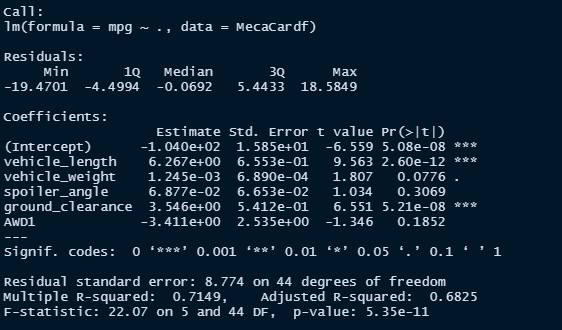 Call:
lm(formula = mpg ~ ., data = MecaCardf)

Residuals:
     Min       1Q   Median       3Q      Max
-19.4701  -4.4994  -0.0692   5.4433  18.5849

Coefficients:
                   Estimate Std. Error t value Pr(>|t|)
(Intercept)      -1.040e+02  1.585e+01  -6.559 5.08e-08 ***
vehicle_length    6.267e+00  6.553e-01   9.563 2.60e-12 ***
vehicle_weight    1.245e-03  6.890e-04   1.807   0.0776 .
spoiler_angle     6.877e-02  6.653e-02   1.034   0.3069
ground_clearance  3.546e+00  5.412e-01   6.551 5.21e-08 ***
AWD1             -3.411e+00  2.535e+00  -1.346   0.1852
---
Signif. codes:  0 ‘***’ 0.001 ‘**’ 0.01 ‘*’ 0.05 ‘.’ 0.1 ‘ ’ 1

Residual standard error: 8.774 on 44 degrees of freedom
Multiple R-squared:  0.7149,    Adjusted R-squared:  0.6825
F-statistic: 22.07 on 5 and 44 DF,  p-value: 5.35e-11